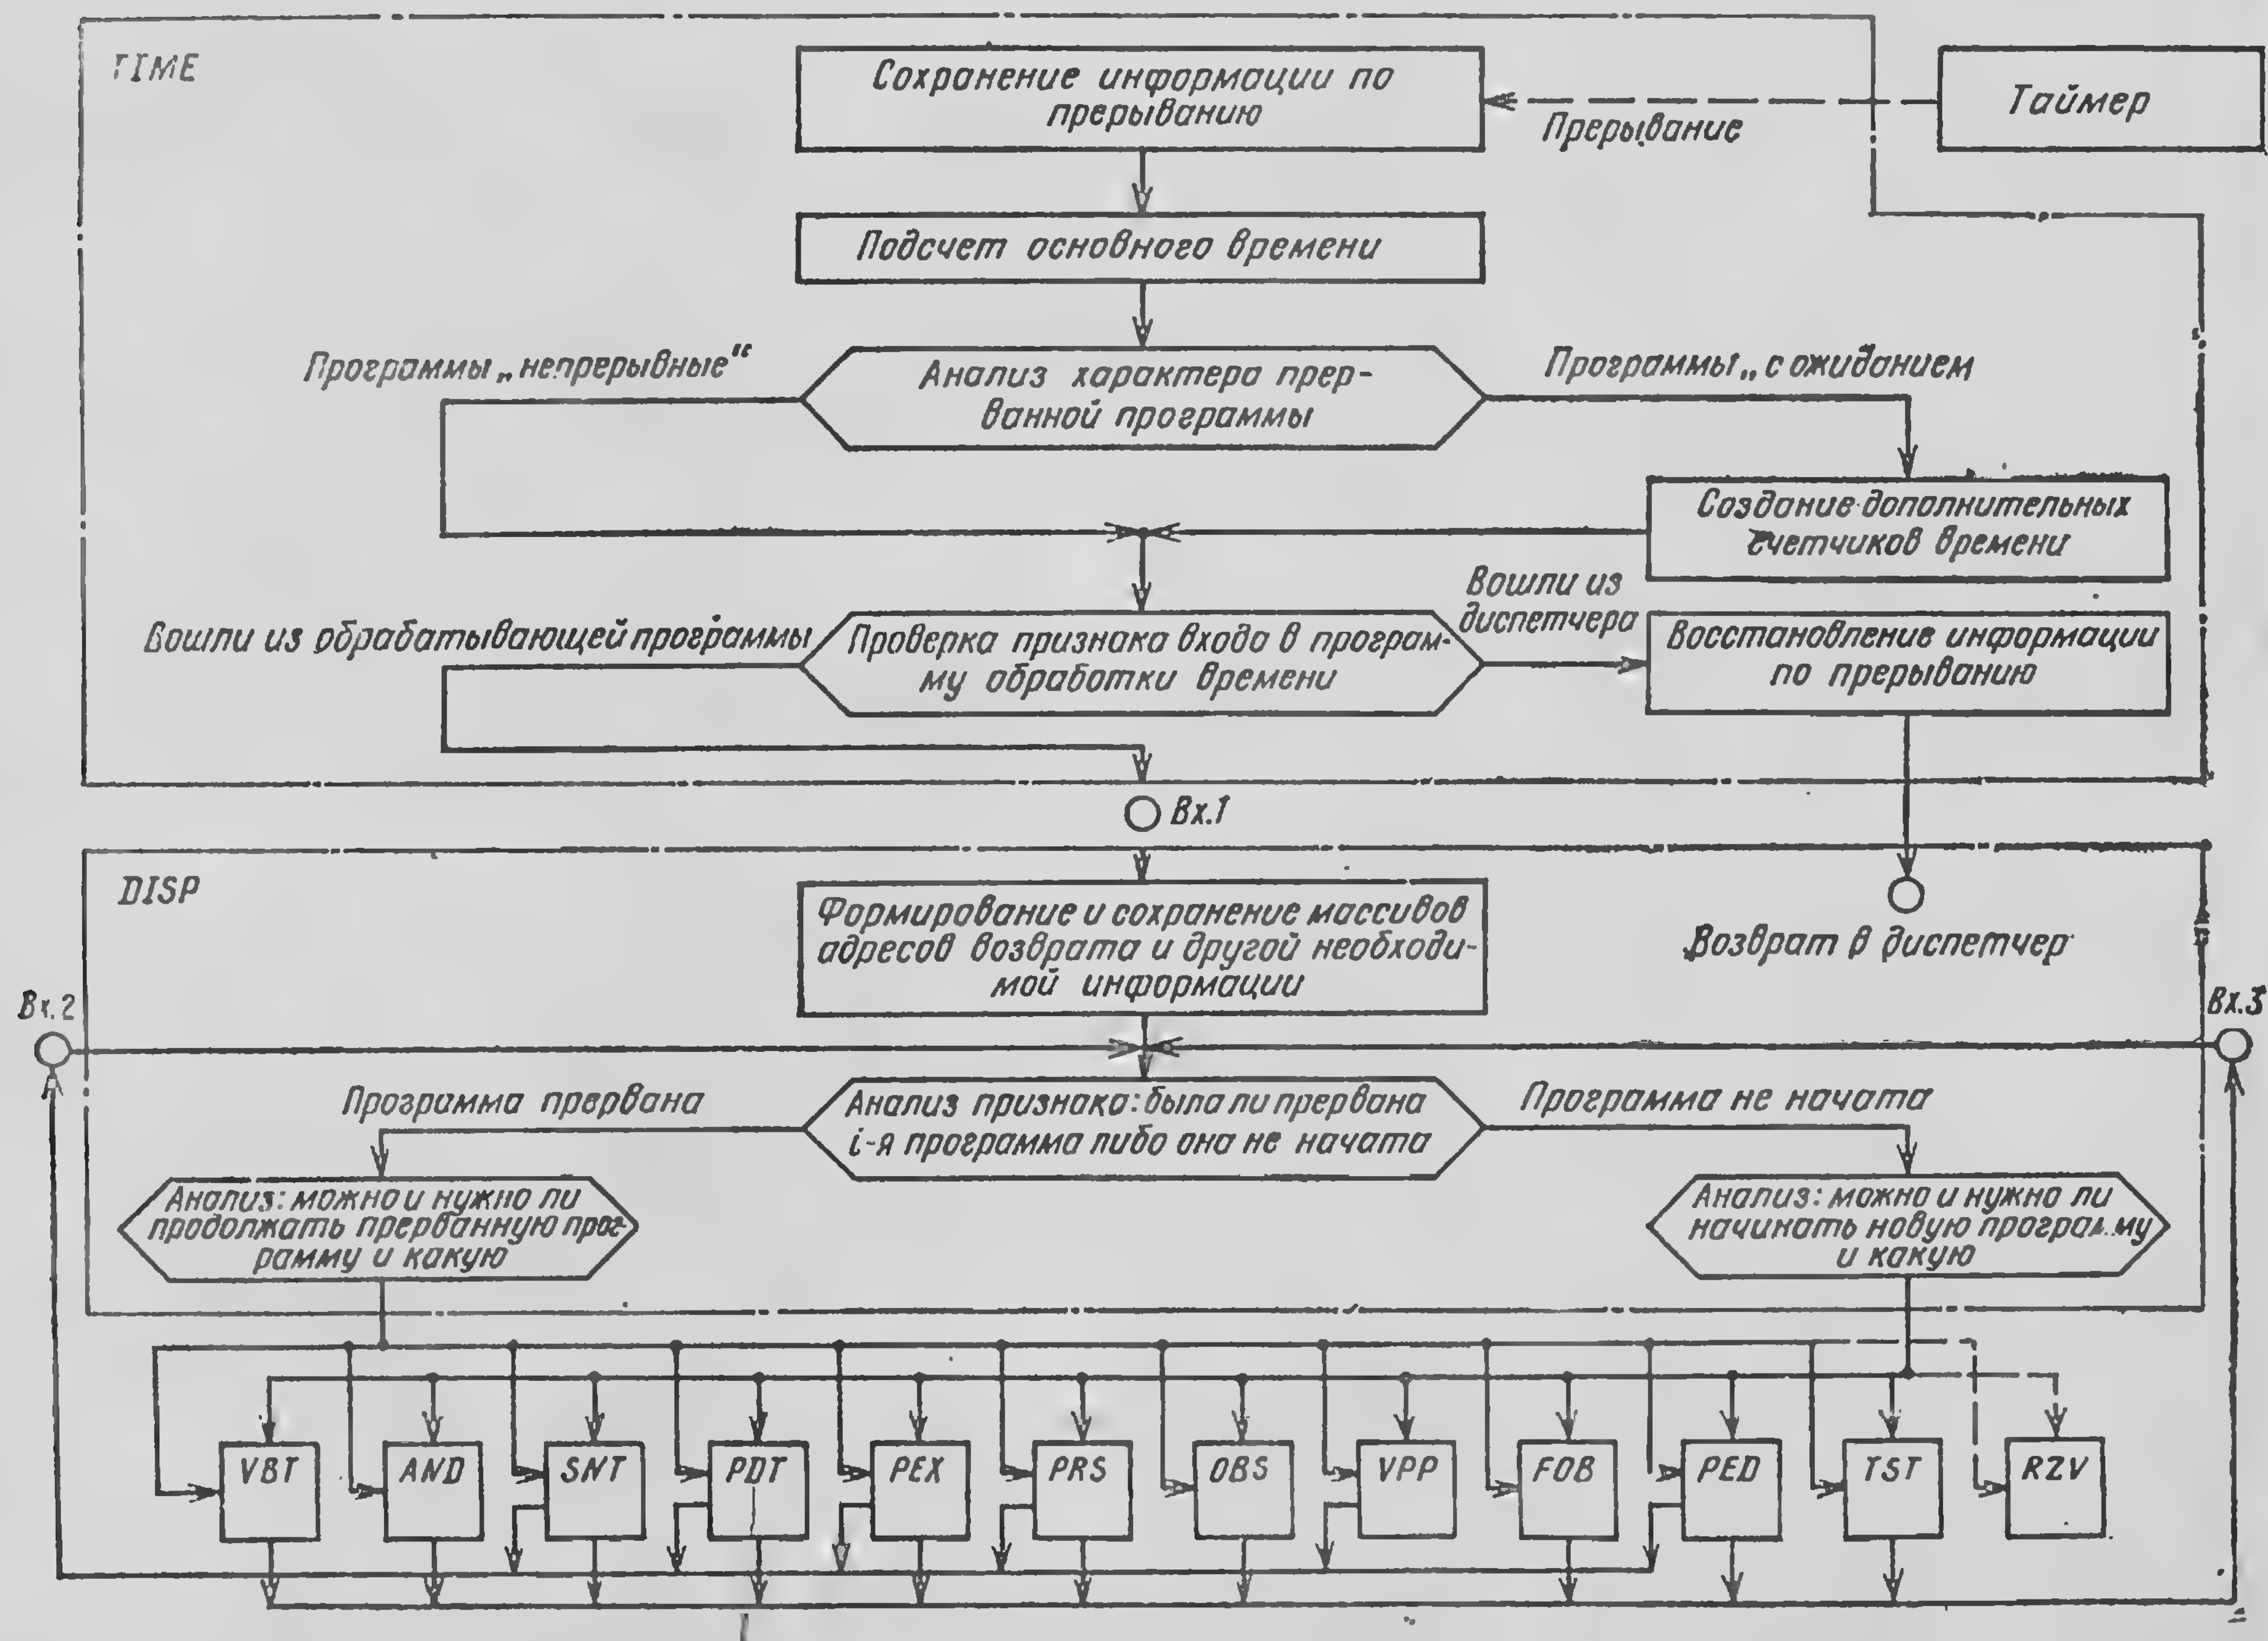 TIME
Сохранение информации по
прерыванию
Таймер
Прерывание
Подсчет основного времени
Программы „непрерывные“
Анализ характера прер-
ванной программы
Программы „с ожиданием
Создание дополнительных
счетчиков времени
Вошли из обрабатывающей программы
Проверка признака входа в програм-
му обработки времени
Вошли из
диспетчера
Восстановление информации
по прерыванию
Вх.1
DISP
Формирование и сохранение массивов
адресов возврата и другой необходи-
мой информации
Возврат в диспетчер
Вх.2
Вх.3
Программа прервана
Анализ признака: была ли прервана
i-я программа либо она не начата
Программа не начата
Анализ: можно и нужно ли
продолжать прерванную прог-
рамму и какую
Анализ: можно и нужно ли
начинать новую программу
и какую
VBT
AND
SNT
PDT
PEX
PRS
OBS
VPP
FOB
PED
TST
RZV